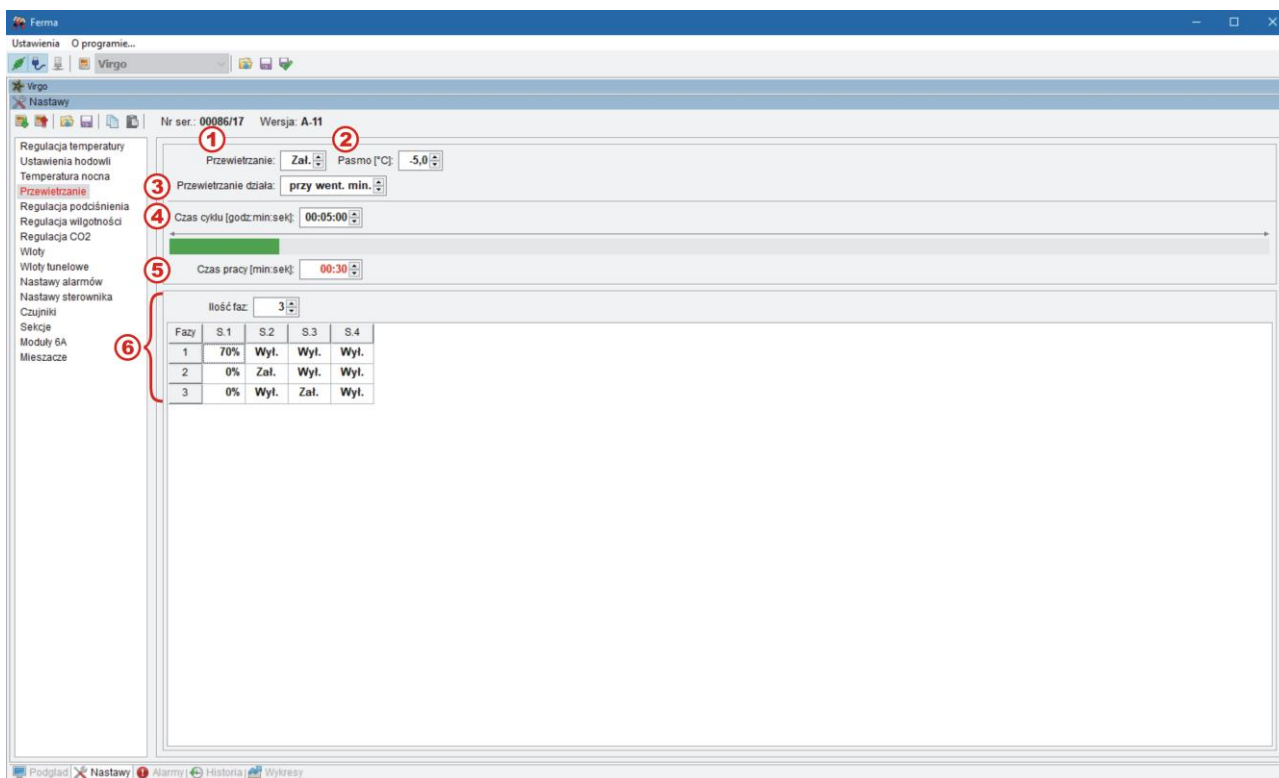 Ferma
Ustawienia O programie...
Virgo
Virgo
Nastawy
Nr ser.: 00086/17 Wersja: A-11
Regulacja temperatury
Ustawienia hodowli
Temperatura nocna
Przewietrzanie
Regulacja podciśnienia
Regulacja wilgotności
Regulacja CO2
Wloty
Wloty tunelowe
Nastawy alarmów
Nastawy sterownika
Czujniki
Sekcje
Moduły 6A
Mieszacze
1 2
Przewietrzanie: Zał. Pasmo [°C]: -5,0
3 Przewietrzanie działa: przy went. min.
4 Czas cyklu [godz:min:sek]: 00:05:00
5 Czas pracy [min:sek]: 00:30
6
Ilość faz: 3
Fazy S.1 S.2 S.3 S.4
1 70% Wył. Wył. Wył.
2 0% Zał. Wył. Wył.
3 0% Wył. Zał. Wył.
Podgląd Nastawy Alarmy Historia Wykresy